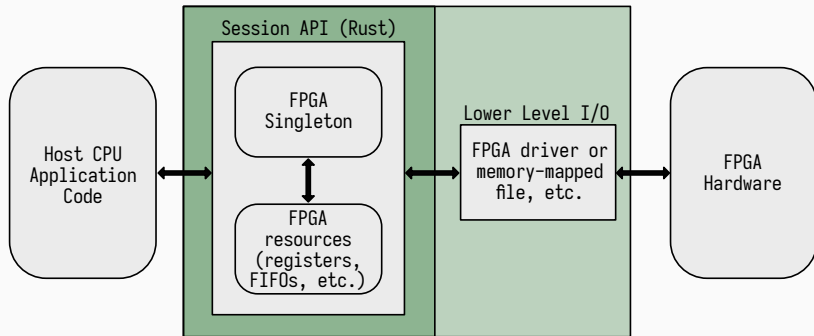 Session API (Rust)
Host CPU
Application
Code
FPGA
Singleton
FPGA
resources
(registers,
FIFOs, etc.)
Lower Level I/O
FPGA driver or
memory-mapped
file, etc.
FPGA
Hardware